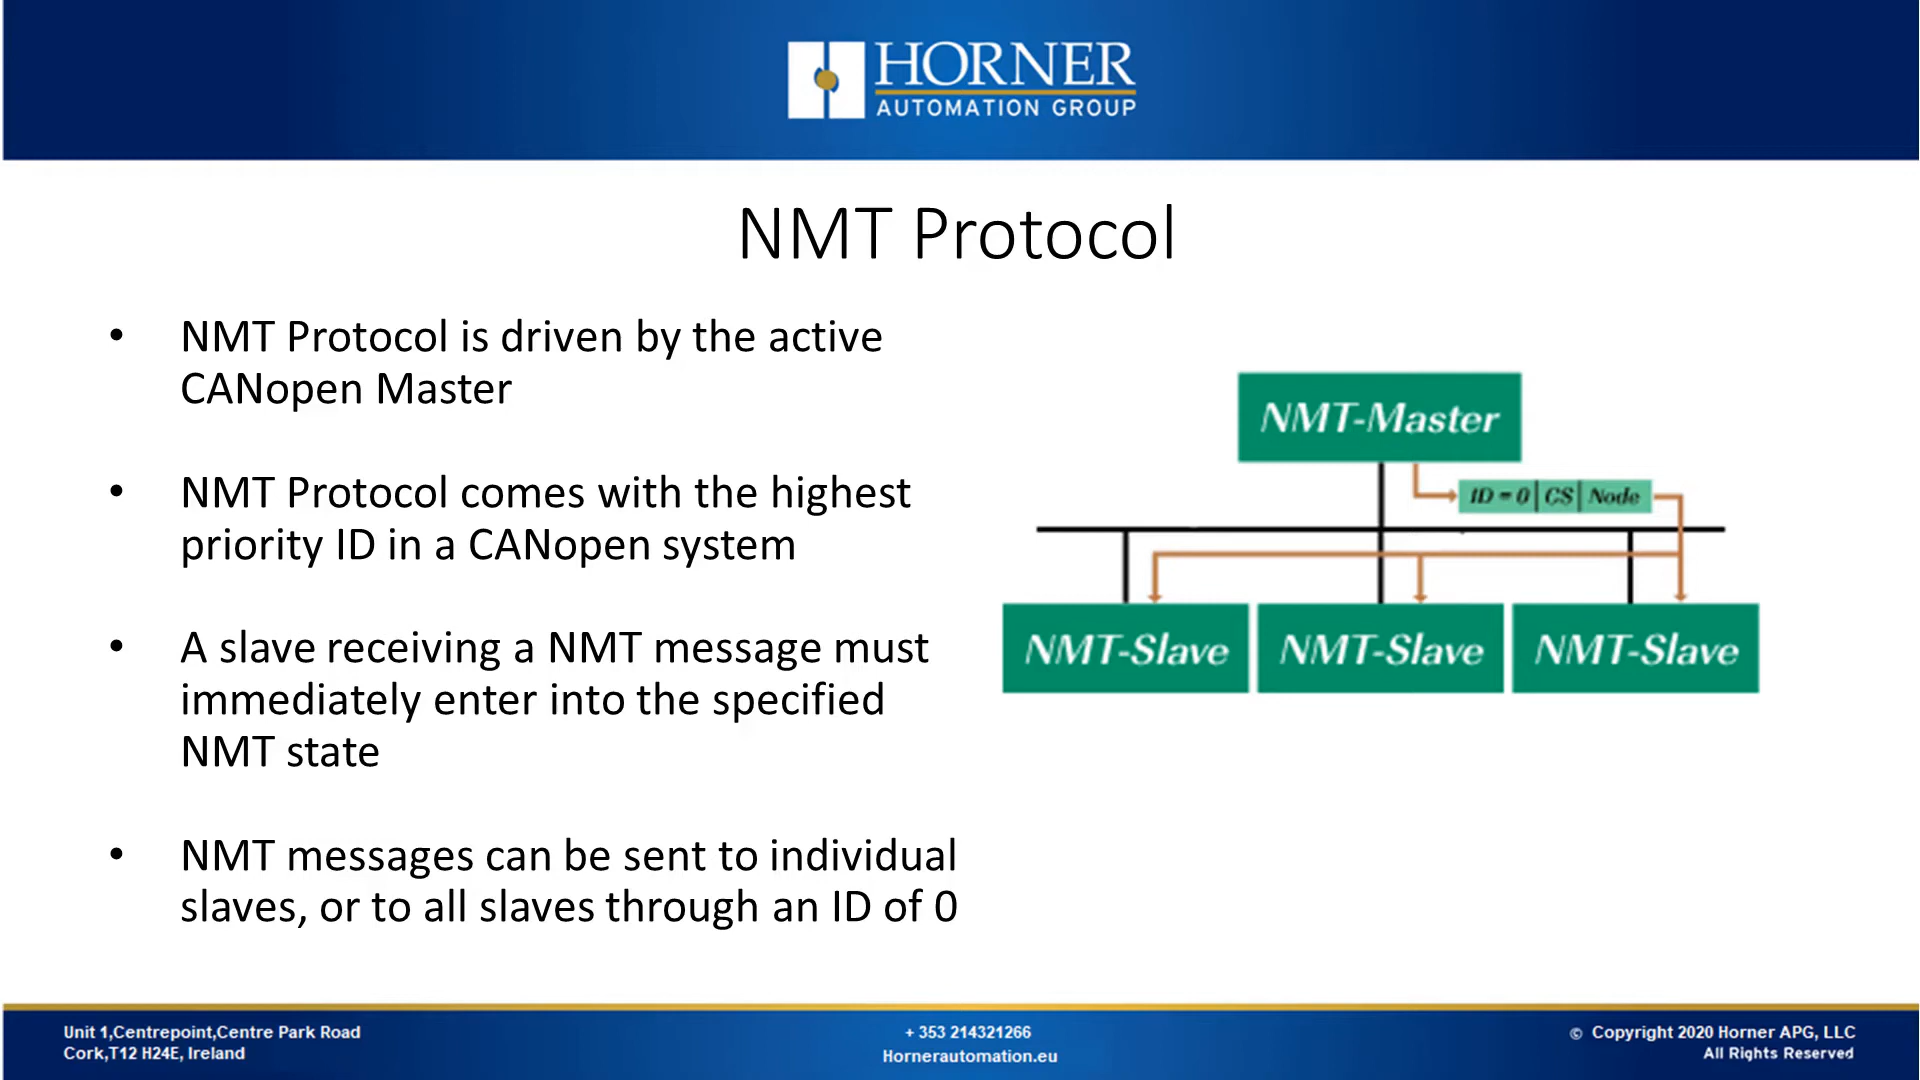 HORNER
AUTOMATION GROUP
NMT Protocol
• NMT Protocol is driven by the active
CANopen Master
• NMT Protocol comes with the highest
priority ID in a CANopen system
• A slave receiving a NMT message must
immediately enter into the specified
NMT state
• NMT messages can be sent to individual
slaves, or to all slaves through an ID of 0
NMT-Master
ID = 0 | CS | Node
NMT-Slave NMT-Slave NMT-Slave
Unit 1,Centrepoint,Centre Park Road
Cork,T12 H24E, Ireland
+ 353 214321266
Hornerautomation.eu
© Copyright 2020 Horner APG, LLC
All Rights Reserved